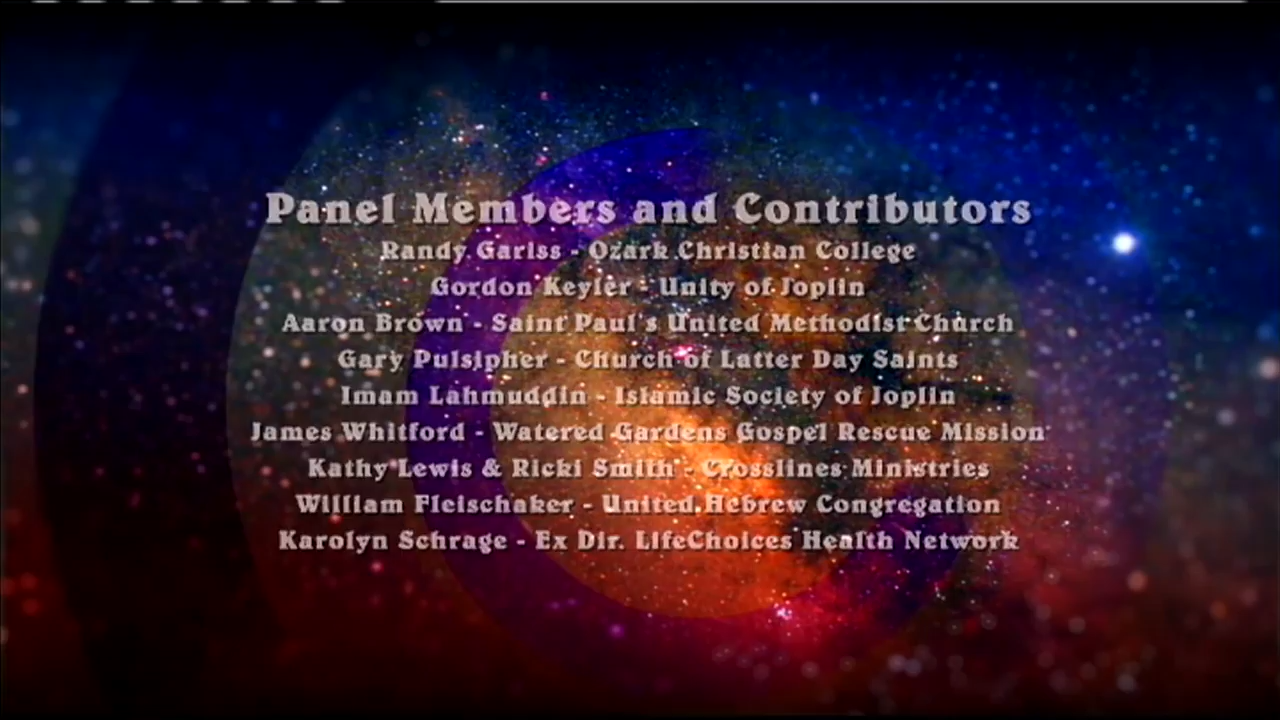 Panel Members and Contributors
Randy Gariss - Ozark Christian College
Gordon Keyler - Unity of Joplin
Aaron Brown - Saint Paul's United Methodist Church
Gary Pulsipher - Church of Latter Day Saints
Imam Lahmuddin - Islamic Society of Joplin
James Whitford - Watered Gardens Gospel Rescue Mission
Kathy Lewis & Ricki Smith - Crosslines Ministries
William Fleischaker - United Hebrew Congregation
Karolyn Schrage - Ex Dir. LifeChoices Health Network